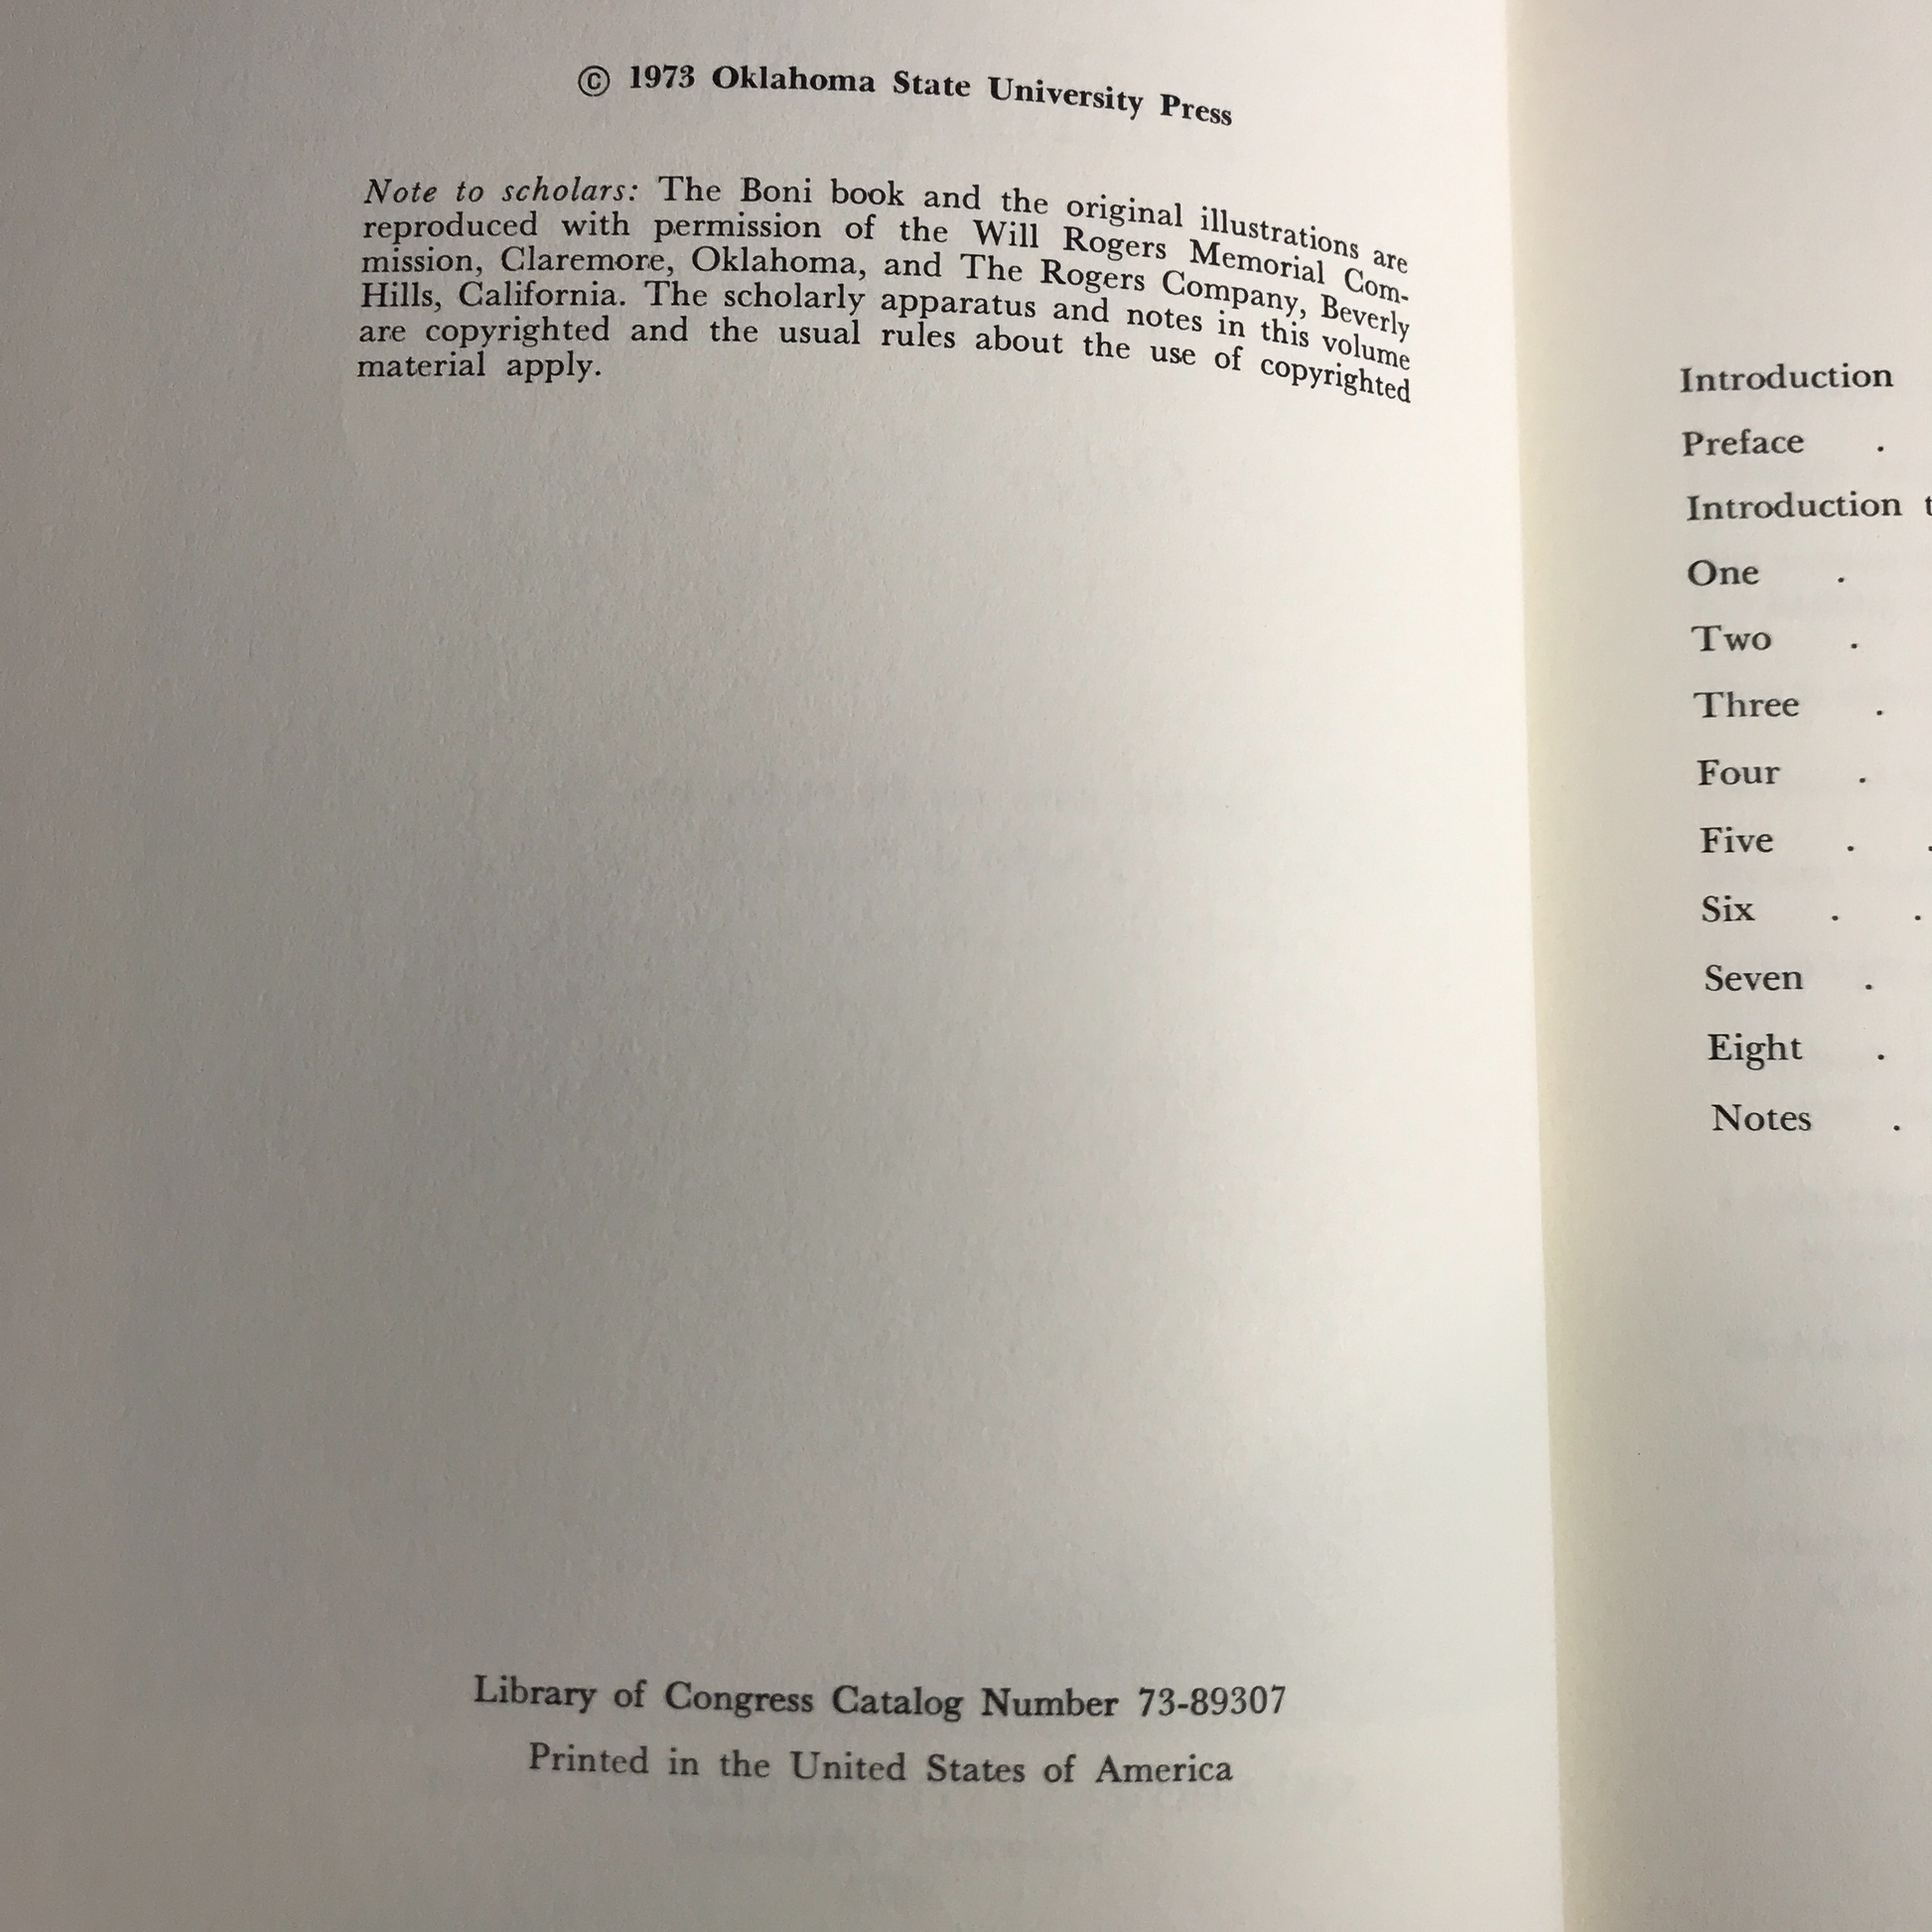 © 1973 Oklahoma State University Press
Note to scholars: The Boni book and the original illustrations are
reproduced with permission of the Will Rogers Memorial Com-
mission, Claremore, Oklahoma, and The Rogers Company, Beverly
Hills, California. The scholarly apparatus and notes in this volume
are copyrighted and the usual rules about the use of copyrighted
material apply.
Library of Congress Catalog Number 73-89307
Printed in the United States of America
Introduction
Preface .
Introduction
One .
Two .
Three .
Four .
Five . .
Six . .
Seven .
Eight .
Notes .